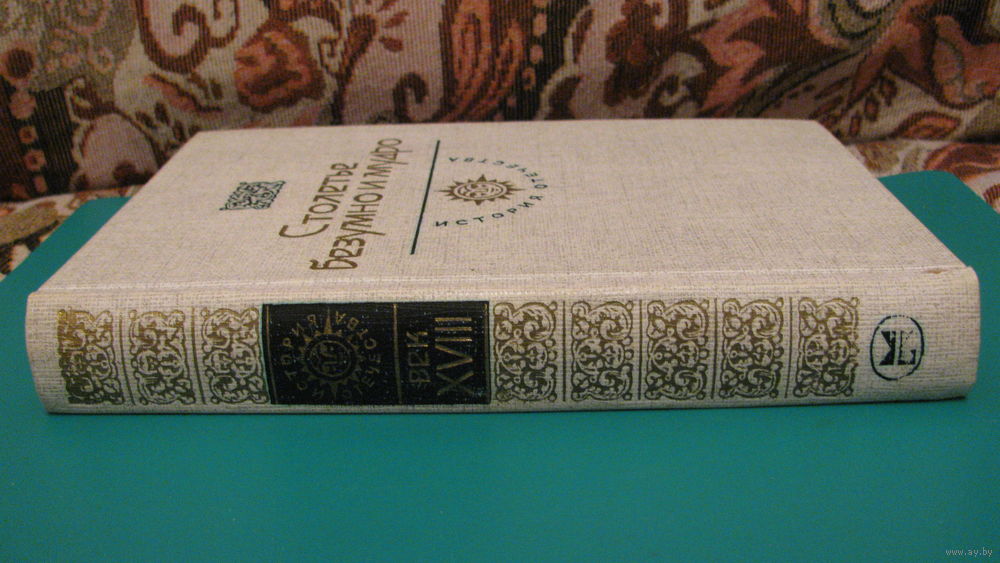 Столетье
безумно и мудро
ИСТОРИЯ ОТЕЧЕСТВА
ИСТОРИЯ ОТЕЧЕСТВА
ВЕК
XVIII
www.ay.by